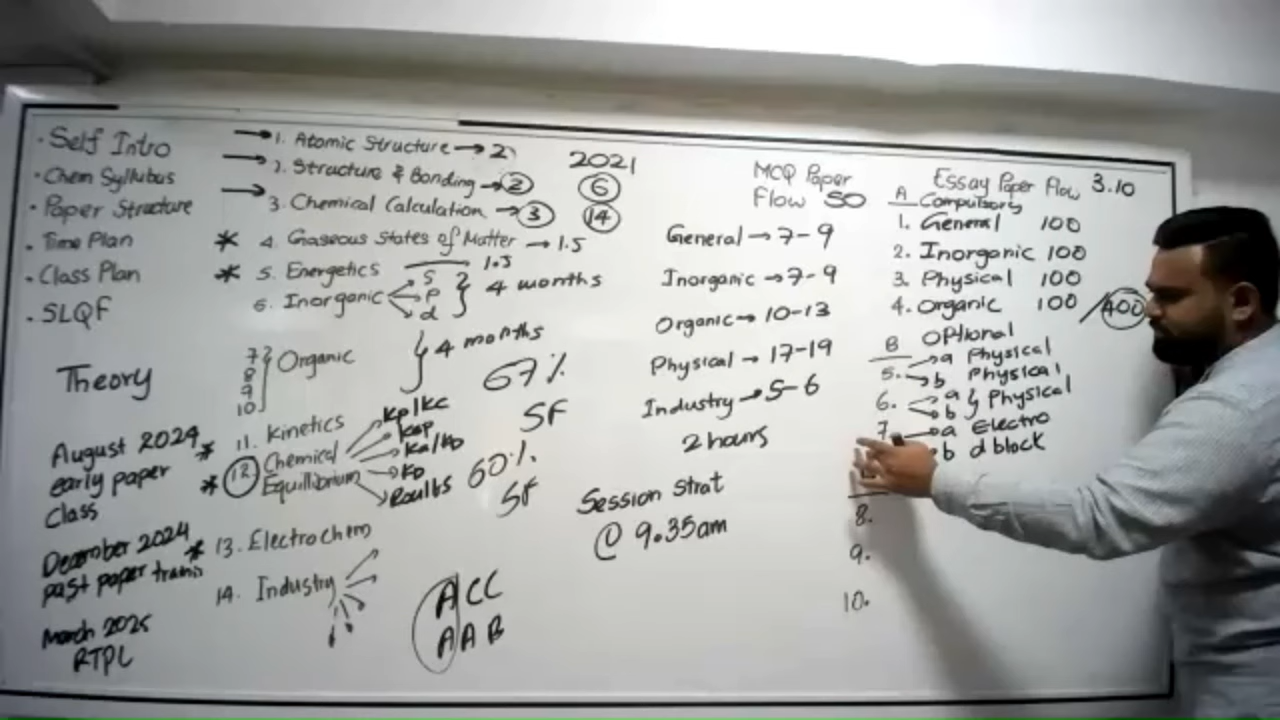 · Self Intro
· Chem Syllabus
· Paper Structure
· Time Plan
· Class Plan
· SLQF
Theory
August 2024
early paper
class
December 2024
past paper
March 2025
RTPL
→ 1. Atomic Structure → 2
→ 2. Structure & Bonding → 2
→ 3. Chemical Calculation → 3
* 4. Gaseous States of Matter → 1.5
* 5. Energetics 1.5
6. Inorganic s p d } 4 months
7 8 9 10 Organic } 4 months
* 11. Kinetics
* 12 Chemical Equilibrium
Kp/Kc
Ksp
Ka/Kb
KD
* 13. Electrochem
14. Industry
2021
6
14
67%
SF
60%
SF
A CC
A A B
MCQ Paper
Flow 50
General → 7-9
Inorganic → 7-9
Organic → 10-13
Physical → 17-19
Industry → 5-6
2 hours
Session Strat
@ 9.35am
Essay Paper Flow 3.10
A Compulsory
1. General 100
2. Inorganic 100
3. Physical 100
4. Organic 100 /400
B Optional
5. a Physical
b Physical
6. a b } Physical
7. a Electro
b d block
8.
9.
10.